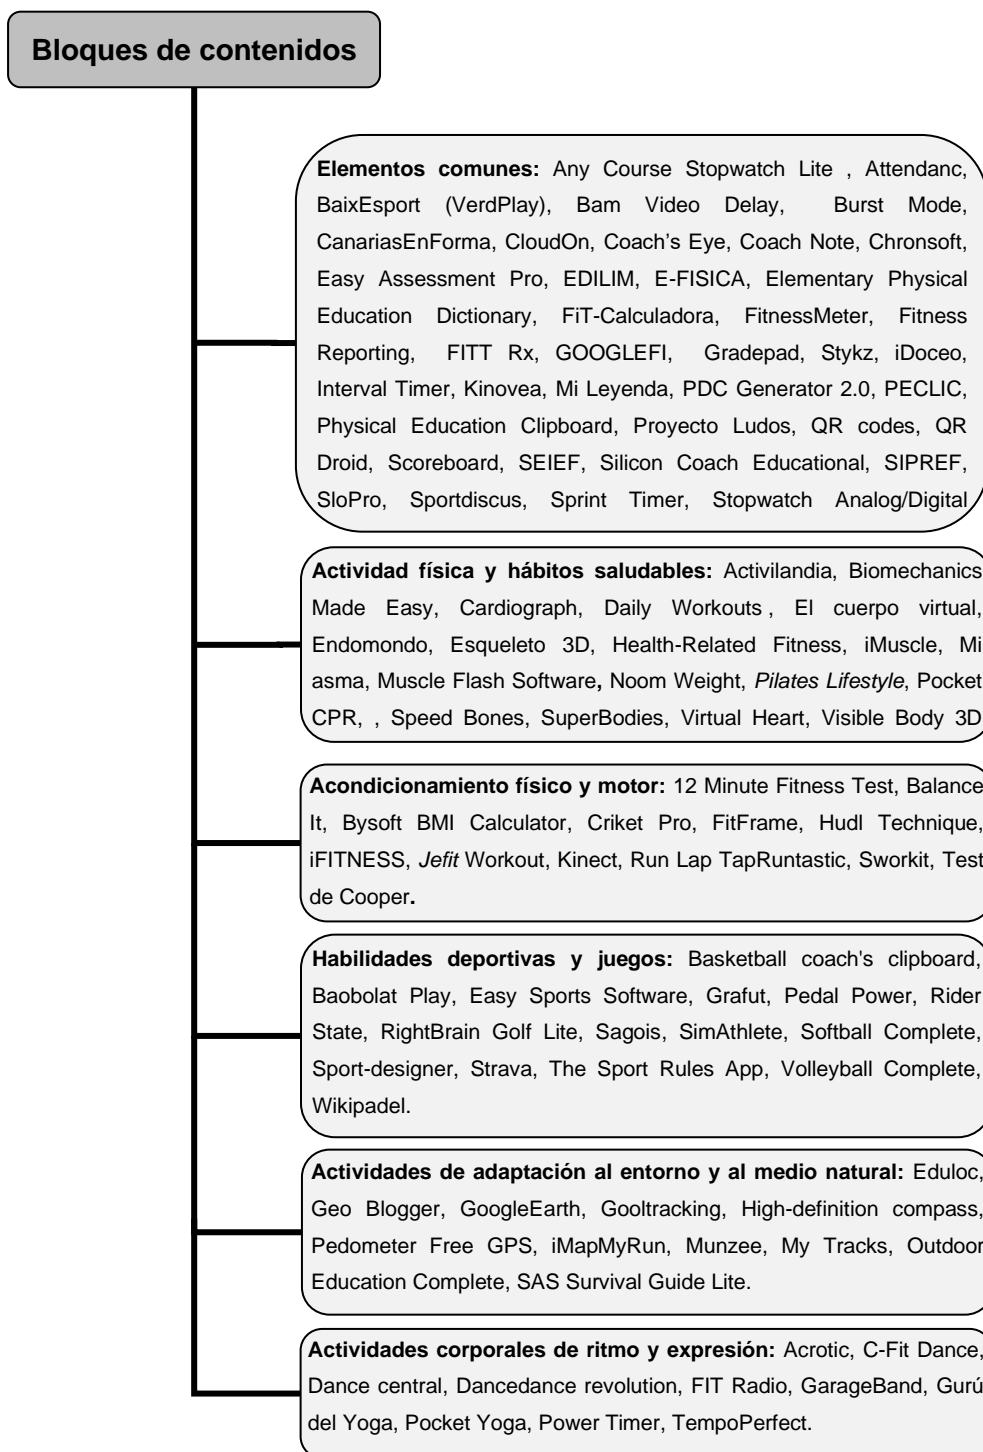 Bloques de contenidos
Elementos comunes: Any Course Stopwatch Lite , Attendanc,
BaixEsport (VerdPlay), Bam Video Delay, Burst Mode,
CanariasEnForma, CloudOn, Coach’s Eye, Coach Note, Chronsoft,
Easy Assessment Pro, EDILIM, E-FISICA, Elementary Physical
Education Dictionary, FiT-Calculadora, FitnessMeter, Fitness
Reporting, FITT Rx, GOOGLEFI, Gradepad, Stykz, iDoceo,
Interval Timer, Kinovea, Mi Leyenda, PDC Generator 2.0, PECLIC,
Physical Education Clipboard, Proyecto Ludos, QR codes, QR
Droid, Scoreboard, SEIEF, Silicon Coach Educational, SIPREF,
SloPro, Sportdiscus, Sprint Timer, Stopwatch Analog/Digital
Actividad física y hábitos saludables: Activilandia, Biomechanics
Made Easy, Cardiograph, Daily Workouts , El cuerpo virtual,
Endomondo, Esqueleto 3D, Health-Related Fitness, iMuscle, Mi
asma, Muscle Flash Software, Noom Weight, Pilates Lifestyle, Pocket
CPR, , Speed Bones, SuperBodies, Virtual Heart, Visible Body 3D
Acondicionamiento físico y motor: 12 Minute Fitness Test, Balance
It, Bysoft BMI Calculator, Criket Pro, FitFrame, Hudl Technique,
iFITNESS, Jefit Workout, Kinect, Run Lap TapRuntastic, Sworkit, Test
de Cooper.
Habilidades deportivas y juegos: Basketball coach's clipboard,
Baobolat Play, Easy Sports Software, Grafut, Pedal Power, Rider
State, RightBrain Golf Lite, Sagois, SimAthlete, Softball Complete,
Sport-designer, Strava, The Sport Rules App, Volleyball Complete,
Wikipadel.
Actividades de adaptación al entorno y al medio natural: Eduloc,
Geo Blogger, GoogleEarth, Gooltracking, High-definition compass,
Pedometer Free GPS, iMapMyRun, Munzee, My Tracks, Outdoor
Education Complete, SAS Survival Guide Lite.
Actividades corporales de ritmo y expresión: Acrotic, C-Fit Dance,
Dance central, Dancedance revolution, FIT Radio, GarageBand, Gurú
del Yoga, Pocket Yoga, Power Timer, TempoPerfect.